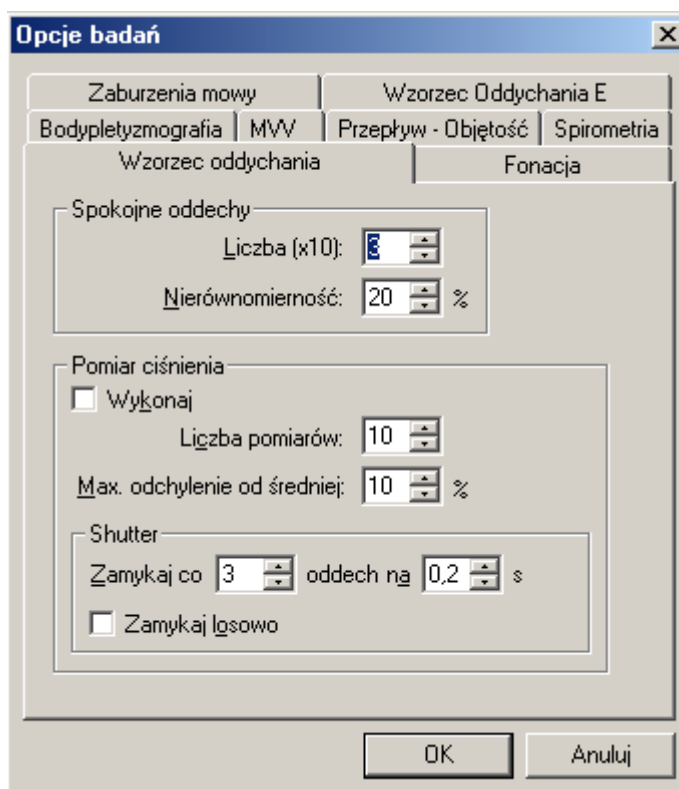 Opcje badań
Zaburzenia mowy Wzorzec Oddychania E
Bodypletyzmografia MVV Przepływ - Objętość Spirometria
Wzorzec oddychania Fonacja
Spokojne oddechy
Liczba (x10): 3
Nierównomierność: 20 %
Pomiar ciśnienia
Wykonaj
Liczba pomiarów: 10
Max. odchylenie od średniej: 10 %
Shutter
Zamykaj co 3 oddech na 0,2 s
Zamykaj losowo
OK Anuluj